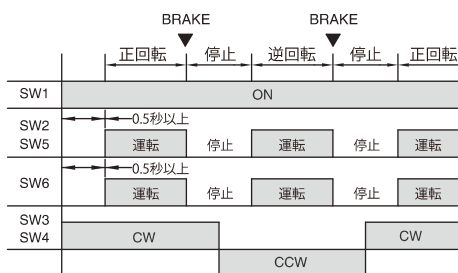 BRAKE BRAKE
正回転 停止 逆回転 停止 正回転
SW1 ON
SW2 0.5秒以上
SW5 運転 停止 運転 停止 運転
0.5秒以上
SW6 運転 停止 運転 停止 運転
SW3
SW4 CW CW
CCW